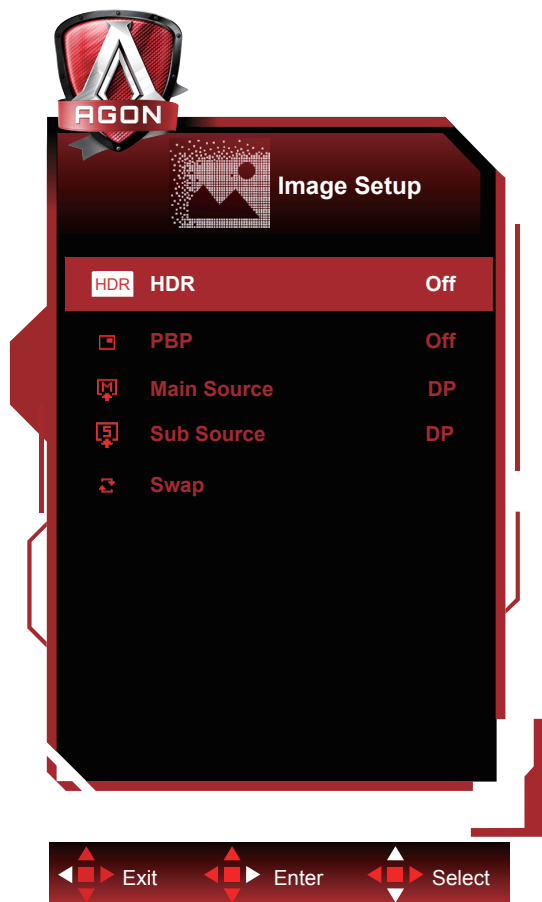 AGON
Image Setup
HDR HDR Off
PBP Off
M Main Source DP
S Sub Source DP
Swap
Exit Enter Select